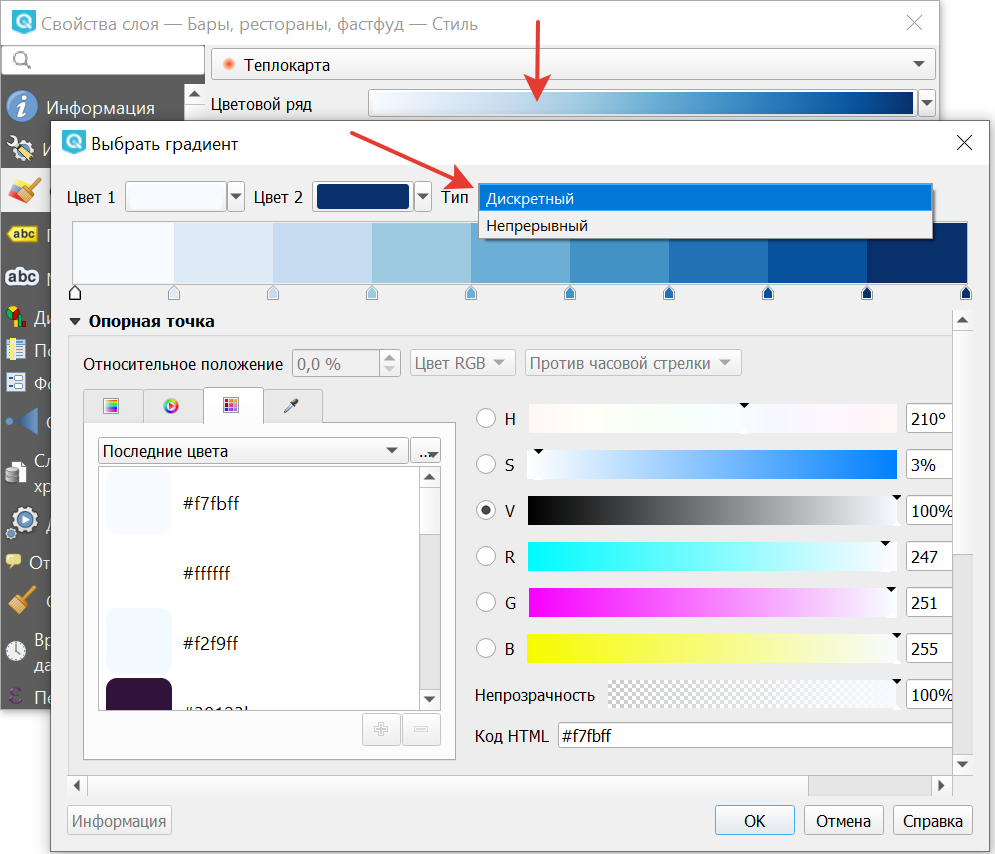 Свойства слоя — Бары, рестораны, фастфуд — Стиль
Теплокарта
Информация
Цветовой ряд
Выбрать градиент
Цвет 1
Цвет 2
Тип
Дискретный
Непрерывный
abc
abc
Опорная точка
Относительное положение
0,0 %
Цвет RGB
Против часовой стрелки
Последние цвета
...
#f7fbff
#ffffff
#f2f9ff
H
210°
S
3%
V
100%
R
247
G
251
B
255
Непрозрачность
100%
Код HTML
#f7fbff
Информация
OK
Отмена
Справка